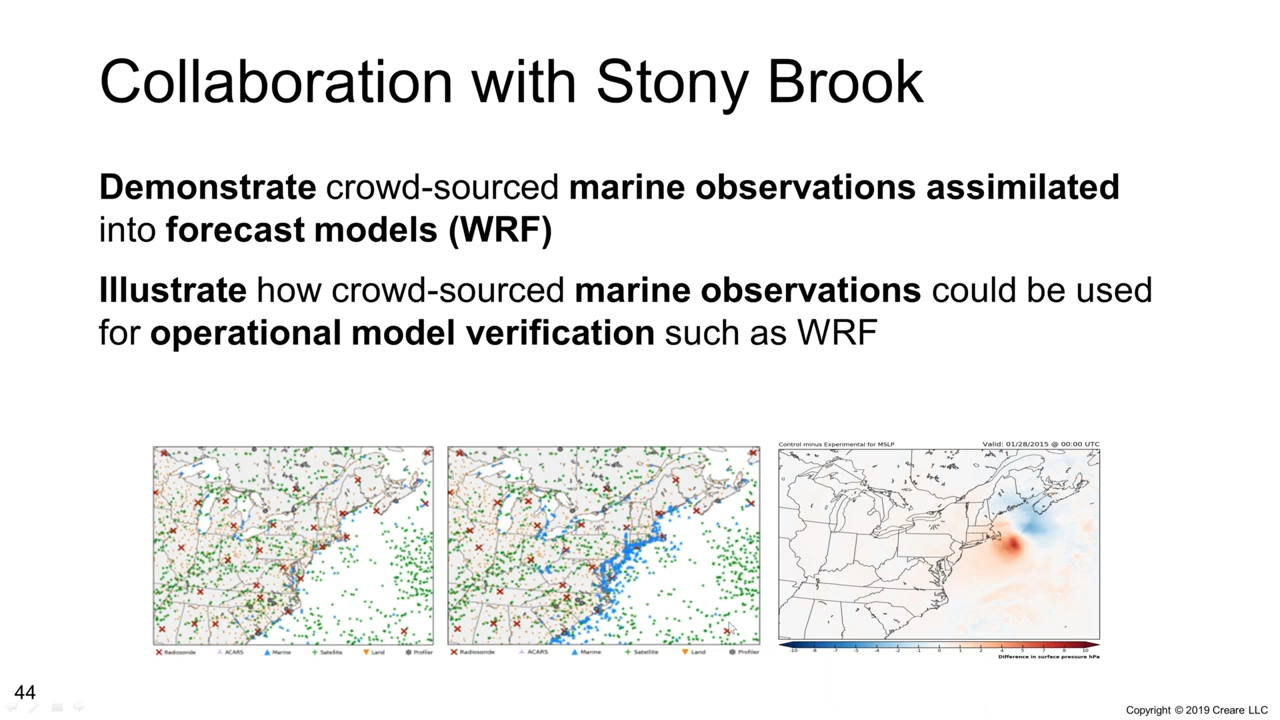 Collaboration with Stony Brook
Demonstrate crowd-sourced marine observations assimilated
into forecast models (WRF)
Illustrate how crowd-sourced marine observations could be used
for operational model verification such as WRF
Control minus Experimental for MSLP Valid: 01/28/2015 @ 00:00 UTC
Radiosonde ACARS Marine Satellite Land Profiler
Radiosonde ACARS Marine Satellite Land Profiler
Difference in surface pressure hPa
44
Copyright © 2019 Creare LLC